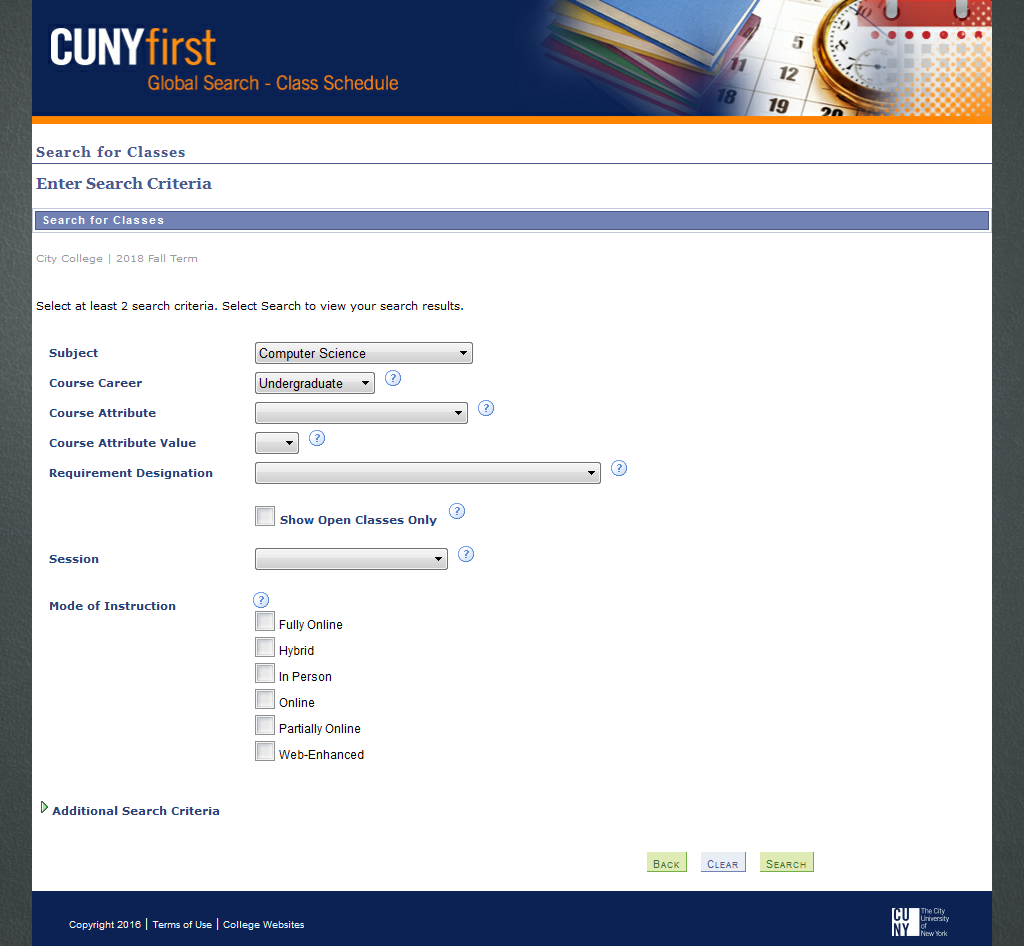 CUNYfirst
Global Search - Class Schedule
5
11
12
18
19
20
Search for Classes
Enter Search Criteria
Search for Classes
City College | 2018 Fall Term
Select at least 2 search criteria. Select Search to view your search results.
Subject Computer Science
Course Career Undergraduate ?
Course Attribute ?
Course Attribute Value ?
Requirement Designation ?
Show Open Classes Only ?
Session ?
Mode of Instruction ?
Fully Online
Hybrid
In Person
Online
Partially Online
Web-Enhanced
Additional Search Criteria
Back Clear Search
Copyright 2016 | Terms of Use | College Websites
CU
NY
The City
University
of
New York